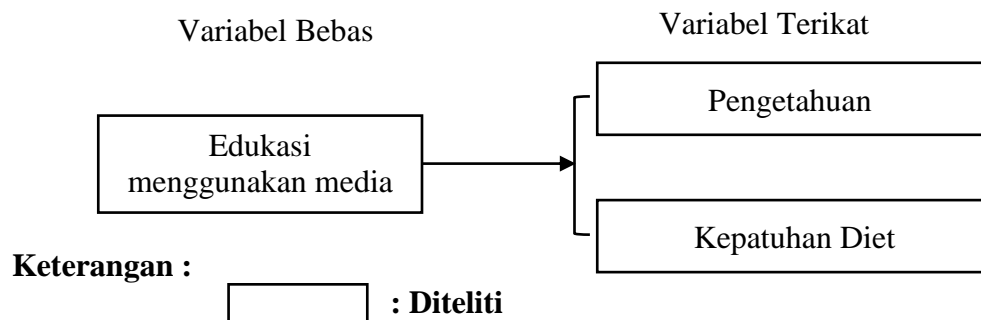 Variabel Bebas
Variabel Terikat
Pengetahuan
Edukasi
menggunakan media
Kepatuhan Diet
Keterangan :
: Diteliti